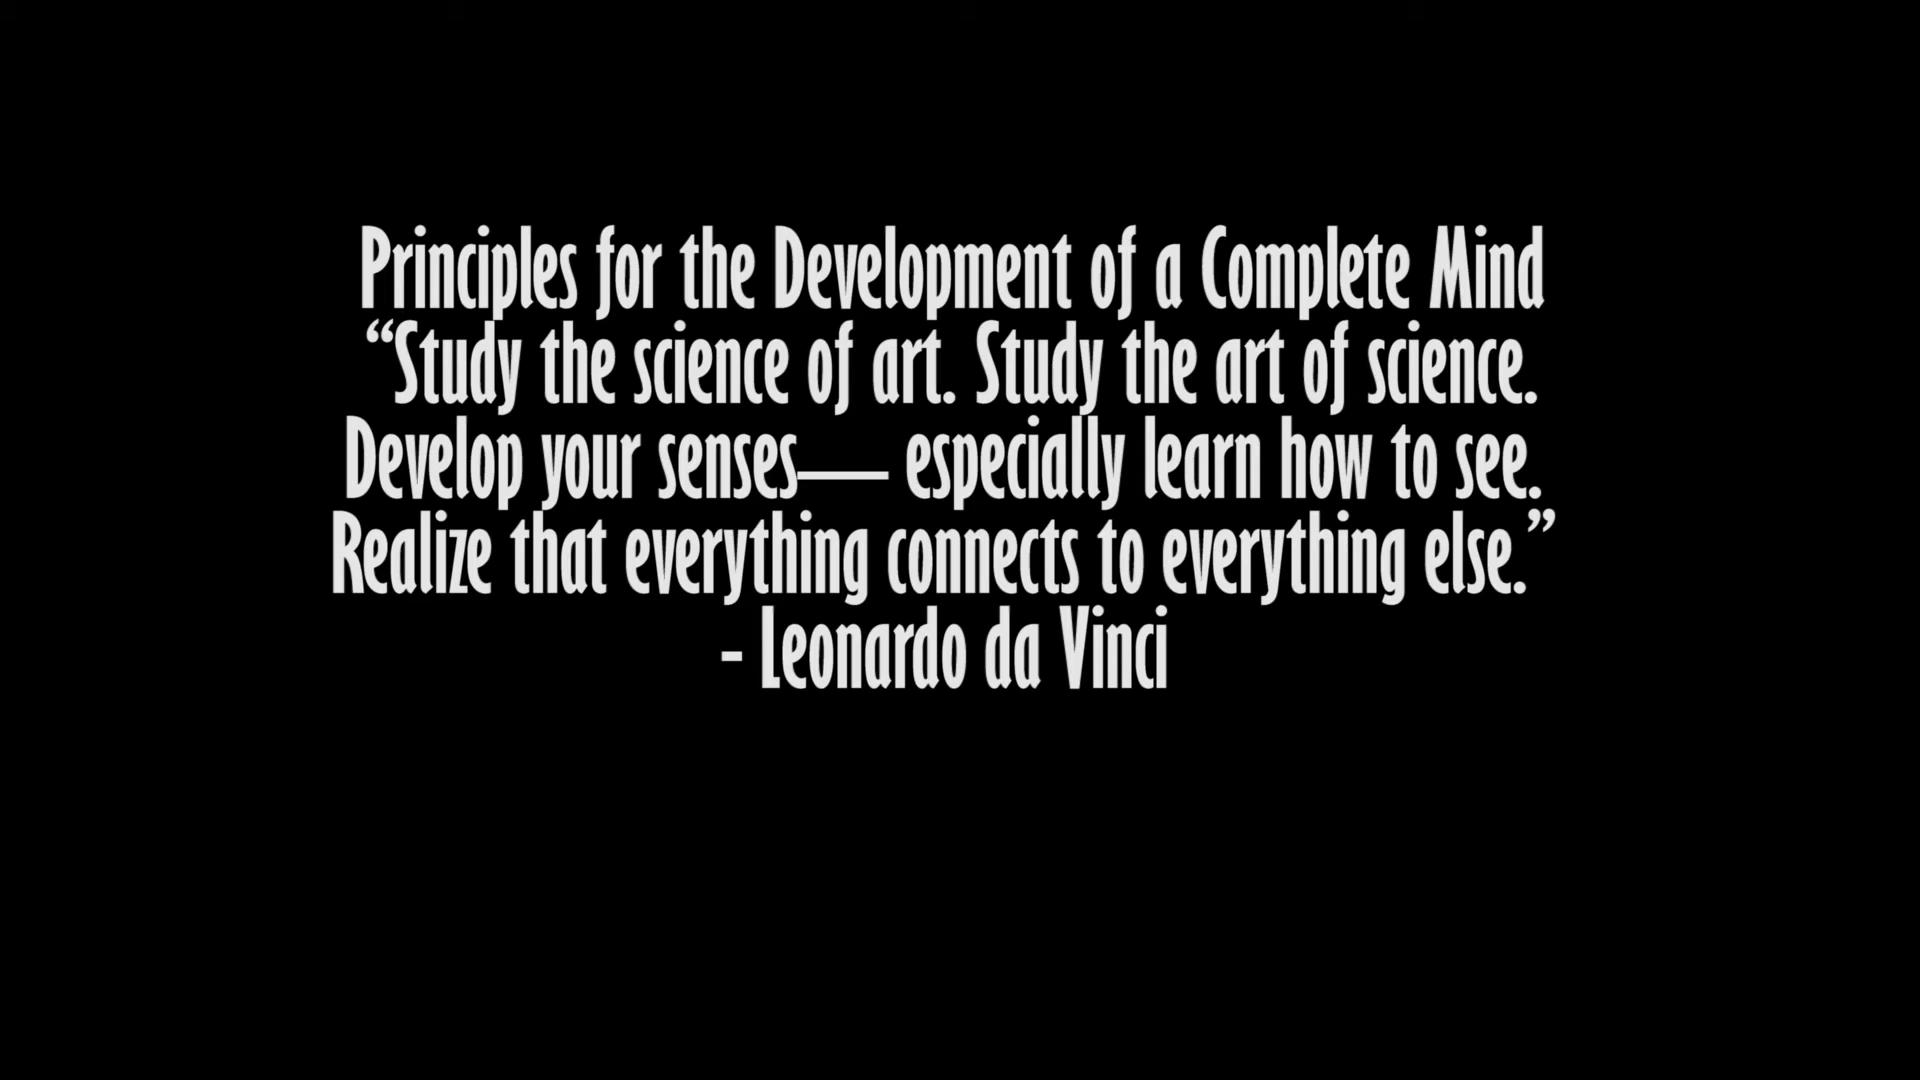 Principles for the Development of a Complete Mind
“Study the science of art. Study the art of science.
Develop your senses— especially learn how to see.
Realize that everything connects to everything else.”
- Leonardo da Vinci